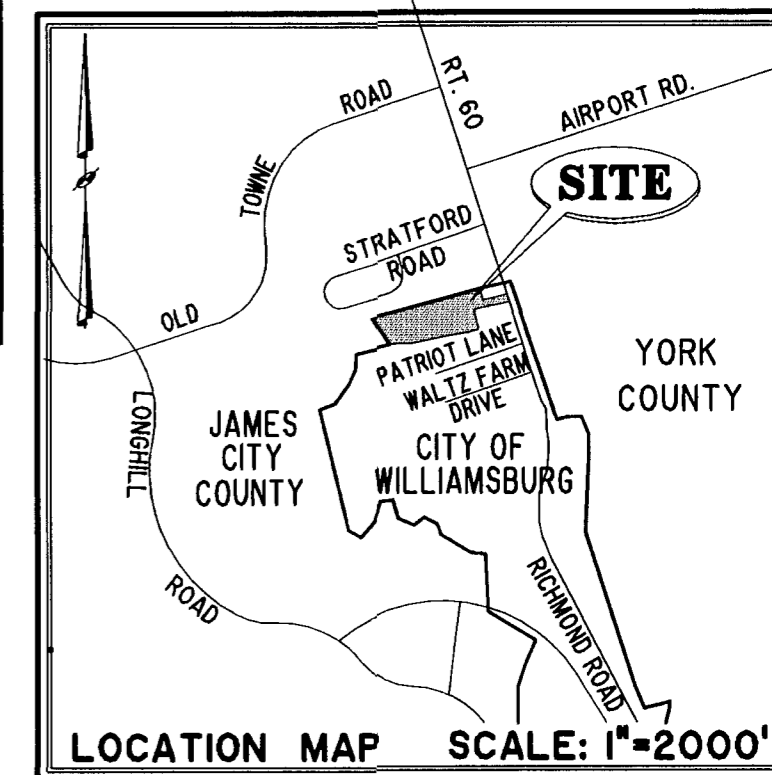 RT. 60
ROAD
AIRPORT RD.
TOWNE
SITE
STRATFORD
ROAD
OLD
PATRIOT LANE
WALTZ FARM
DRIVE
YORK
COUNTY
LONGHILL
JAMES
CITY
COUNTY
CITY OF
WILLIAMSBURG
ROAD
RICHMOND ROAD
LOCATION MAP SCALE: 1"=2000'